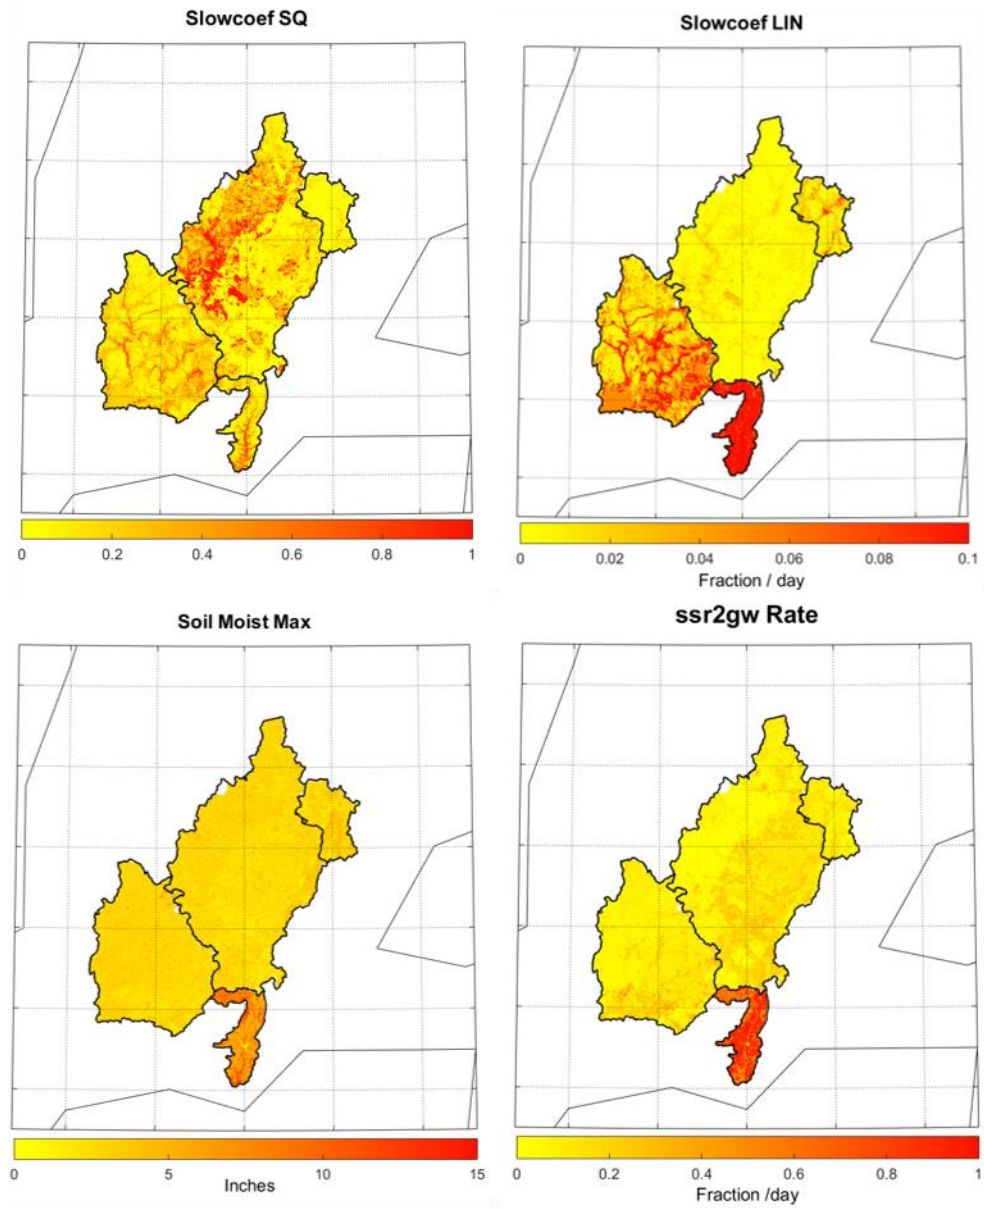 Slowcoef SQ
Slowcoef LIN
0 0.2 0.4 0.6 0.8 1
0 0.02 0.04 0.06 0.08 0.1
Fraction / day
Soil Moist Max
ssr2gw Rate
0 5 10 15
Inches
0 0.2 0.4 0.6 0.8 1
Fraction /day